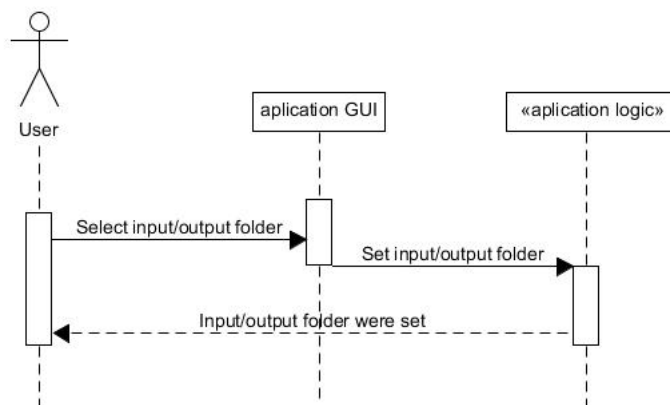 User
aplication GUI
«aplication logic»
Select input/output folder
Set input/output folder
Input/output folder were set